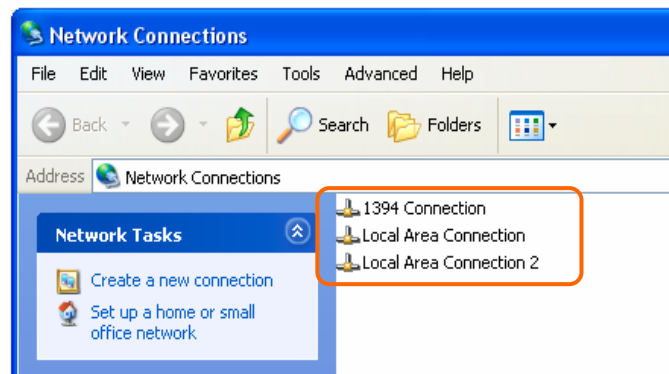 Network Connections
File Edit View Favorites Tools Advanced Help
Back Search Folders
Address Network Connections
1394 Connection
Local Area Connection
Local Area Connection 2
Network Tasks
Create a new connection
Set up a home or small
office network